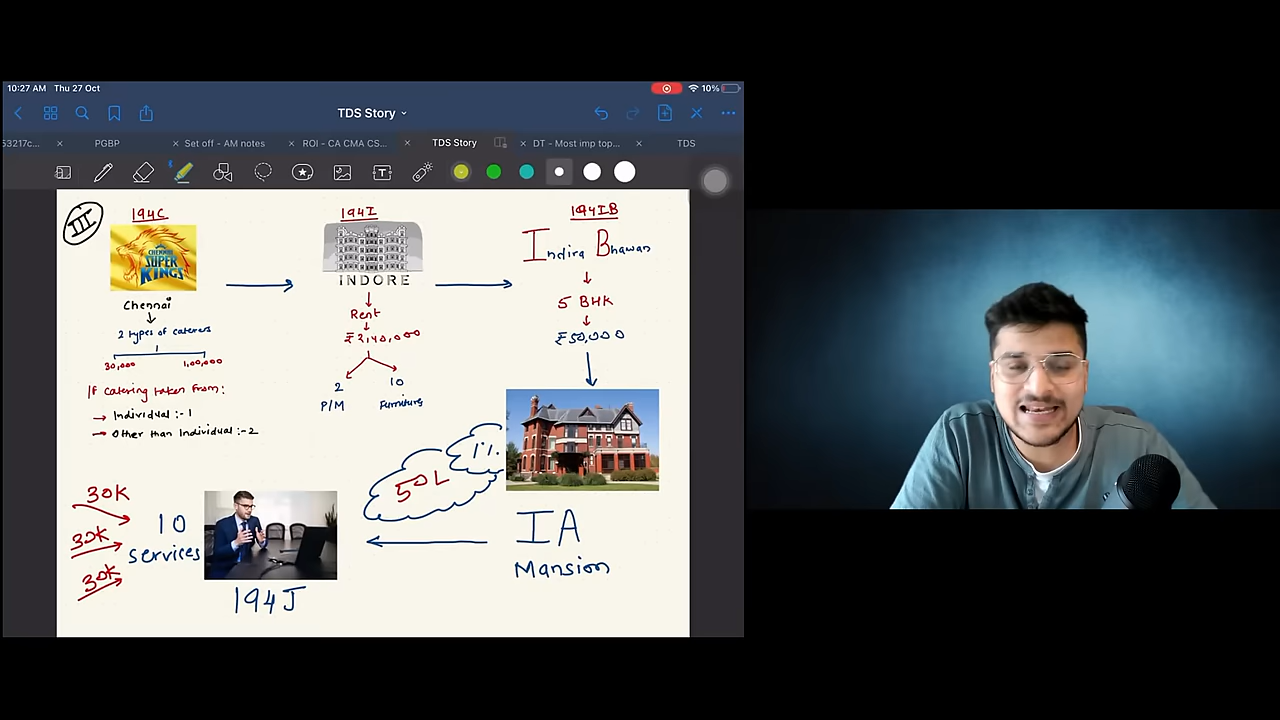 10:27 AM Thu 27 Oct
10%
TDS Story
53217c...
PGBP
Set off - AM notes
ROI - CA CMA CS...
TDS Story
DT - Most imp top...
TDS
III
194C
194I
194IB
CHENNAI
SUPER
KINGS
INDORE
Indira Bhawan
Chennai
2 types of caterers
30,000
1,00,000
If Catering taken from:
→ Individual :- 1
→ Other than Individual :- 2
Rent
₹2,40,000
2
P/M
10
Furniture
5 BHK
₹50,000
1%
50L
IA
Mansion
30K
30K
30K
10
services
194J